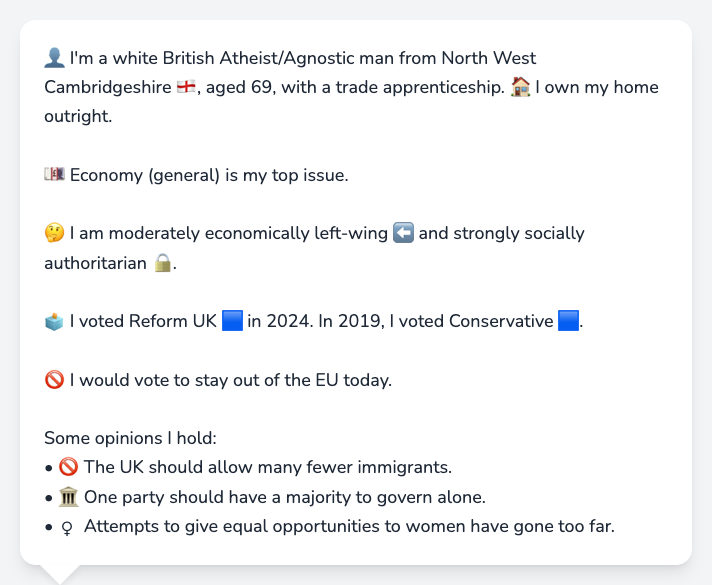 👤 I'm a white British Atheist/Agnostic man from North West
Cambridgeshire 🏴󠁧󠁢󠁥󠁮󠁧󠁿, aged 69, with a trade apprenticeship. 🏠 I own my home
outright.
💷 Economy (general) is my top issue.
🤔 I am moderately economically left-wing ⬅️ and strongly socially
authoritarian 🔒.
🗳️ I voted Reform UK 🟦 in 2024. In 2019, I voted Conservative 🟦.
🚫 I would vote to stay out of the EU today.
Some opinions I hold:
• 🚫 The UK should allow many fewer immigrants.
• 🏛️ One party should have a majority to govern alone.
• ♀ Attempts to give equal opportunities to women have gone too far.